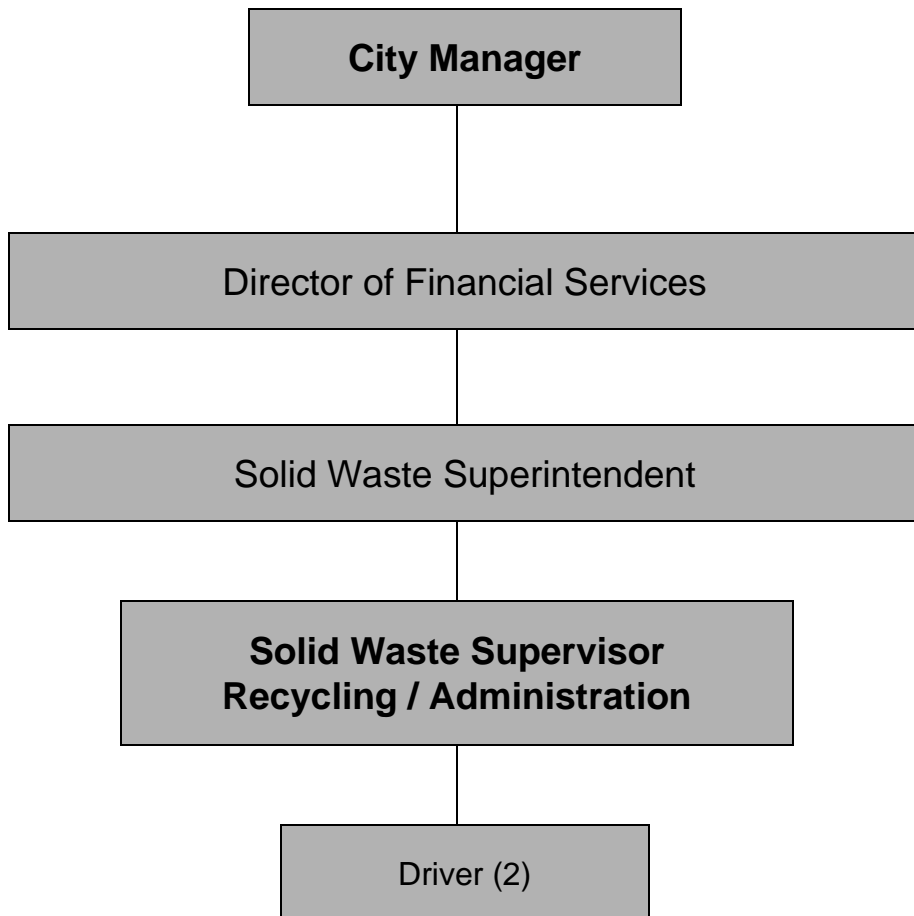 City Manager
Director of Financial Services
Solid Waste Superintendent
Solid Waste Supervisor
Recycling / Administration
Driver (2)